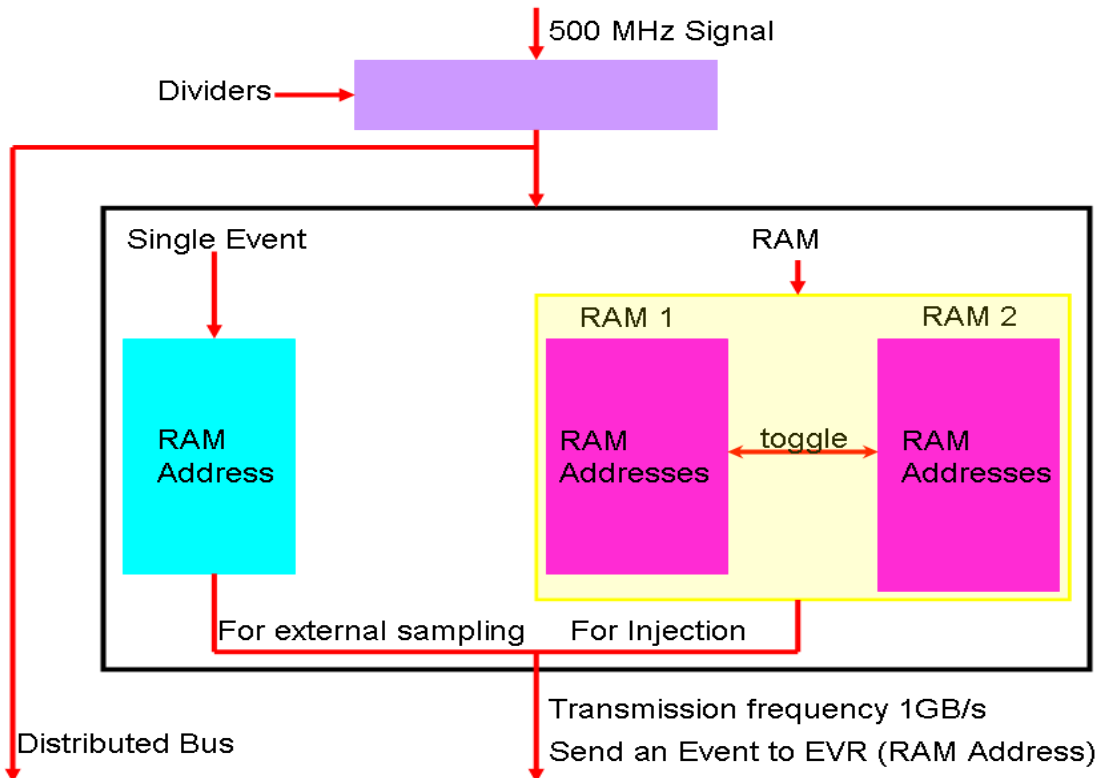 500 MHz Signal
Dividers
Single Event
RAM
RAM 1
RAM 2
RAM
Address
RAM
Addresses
toggle
RAM
Addresses
For external sampling
For Injection
Transmission frequency 1GB/s
Distributed Bus
Send an Event to EVR (RAM Address)